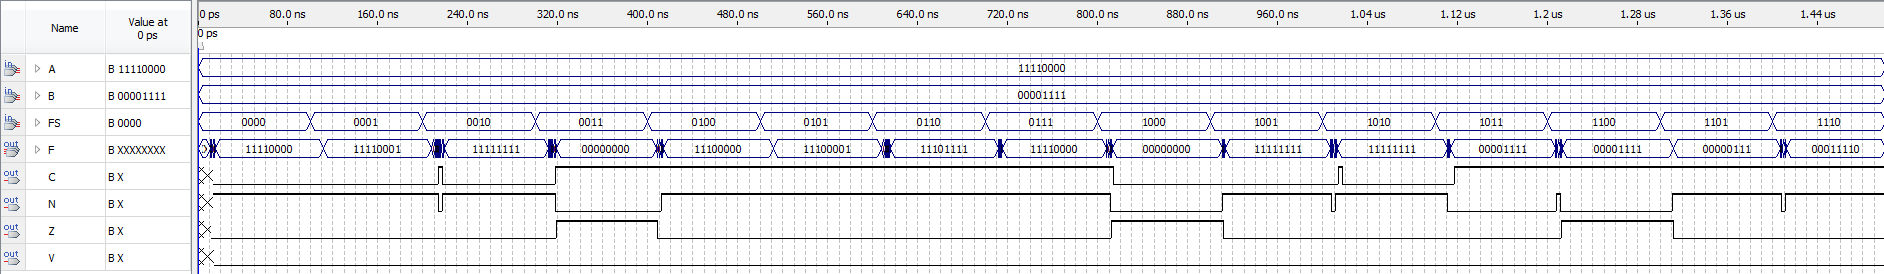 Name Value at 0 ps
0 ps 80.0 ns 160.0 ns 240.0 ns 320.0 ns 400.0 ns 480.0 ns 560.0 ns 640.0 ns 720.0 ns 800.0 ns 880.0 ns 960.0 ns 1.04 us 1.12 us 1.2 us 1.28 us 1.36 us 1.44 us
0 ps
in A B 11110000 11110000
in B B 00001111 00001111
in FS B 0000 0000 0001 0010 0011 0100 0101 0110 0111 1000 1001 1010 1011 1100 1101 1110
out F B XXXXXXXX 11110000 11110001 11111111 00000000 11100000 11100001 11101111 11110000 00000000 11111111 11111111 00001111 00001111 00000111 00011110
out C B X
out N B X
out Z B X
out V B X